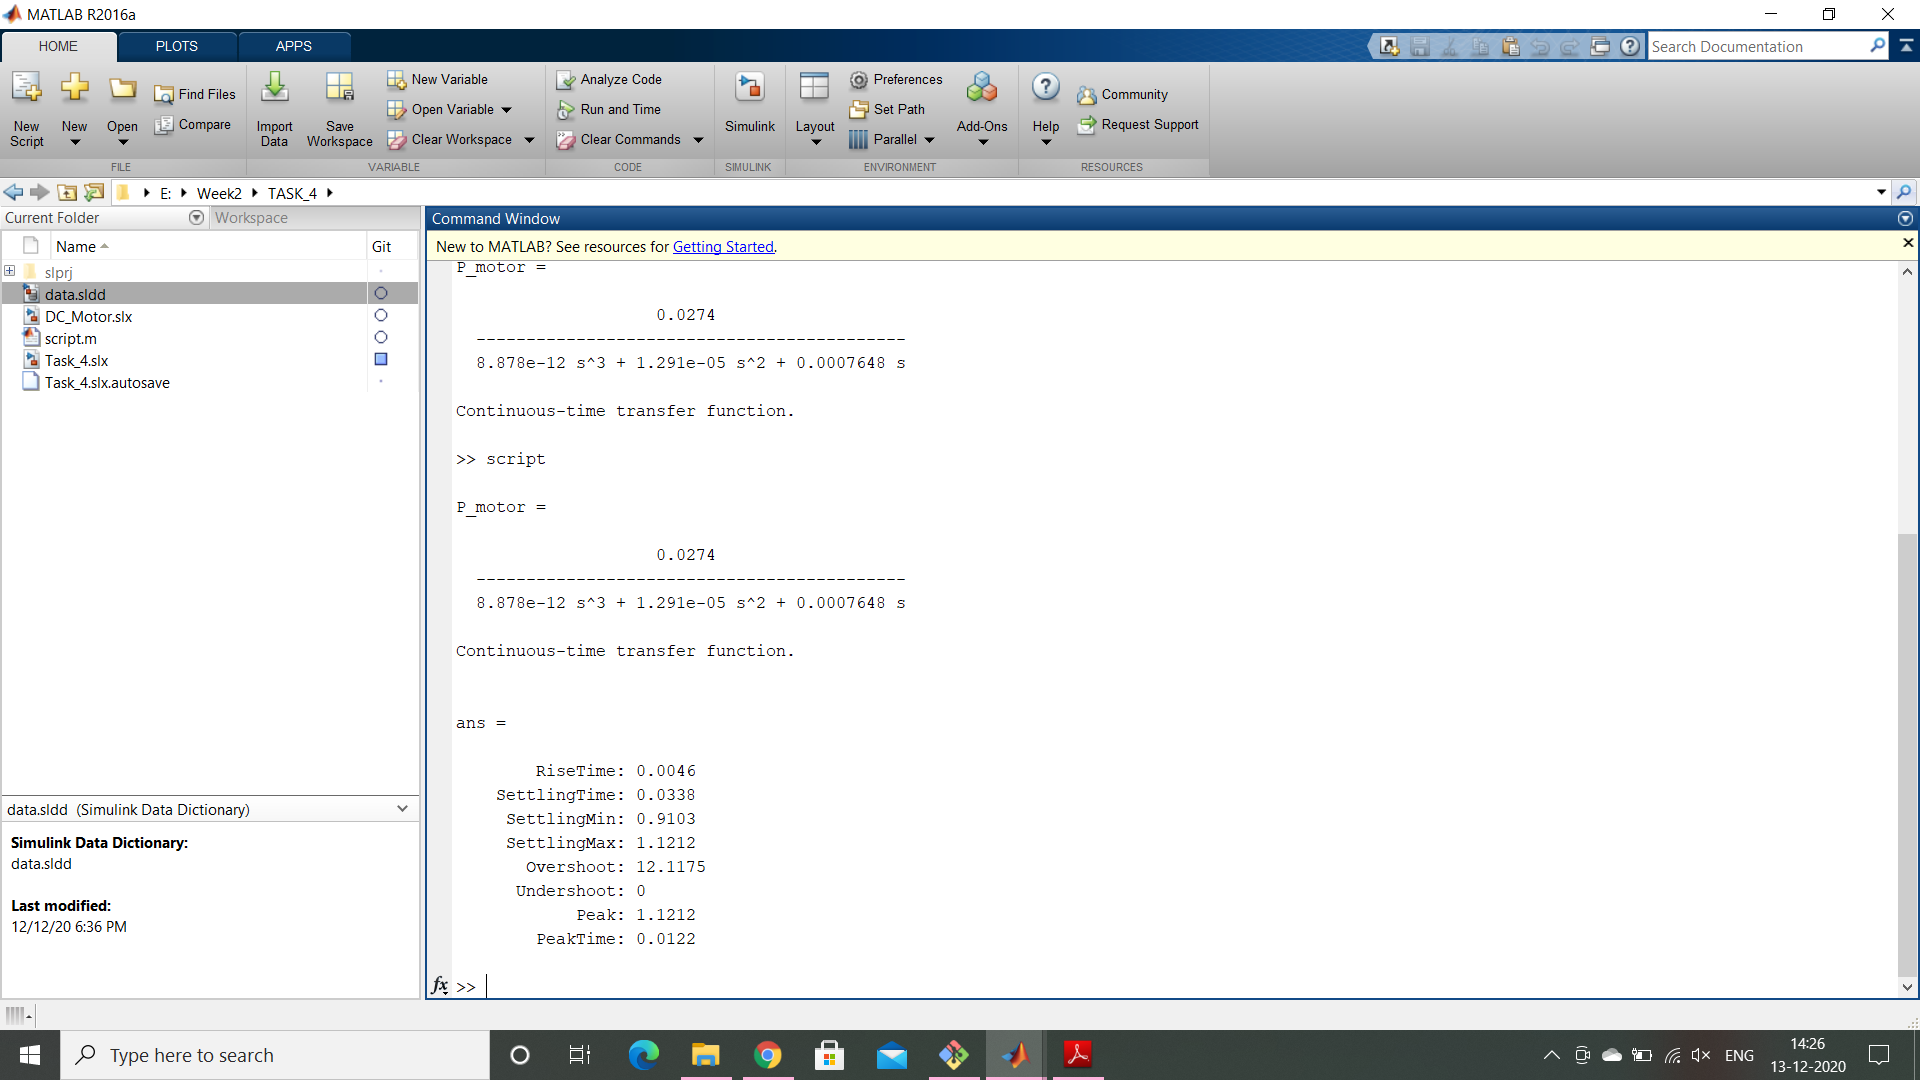 MATLAB R2016a
HOME
PLOTS
APPS
Search Documentation
New Script
New
Open
Find Files
Compare
Import Data
Save Workspace
New Variable
Open Variable
Clear Workspace
Analyze Code
Run and Time
Clear Commands
Simulink
Layout
Preferences
Set Path
Parallel
Add-Ons
Help
Community
Request Support
FILE
VARIABLE
CODE
SIMULINK
ENVIRONMENT
RESOURCES
E:
Week2
TASK_4
Current Folder
Workspace
Name
Git
slprj
data.sldd
DC_Motor.slx
script.m
Task_4.slx
Task_4.slx.autosave
data.sldd (Simulink Data Dictionary)
Simulink Data Dictionary:
data.sldd
Last modified:
12/12/20 6:36 PM
Command Window
New to MATLAB? See resources for Getting Started.
P_motor =
0.0274
-------------------------------------------
8.878e-12 s^3 + 1.291e-05 s^2 + 0.0007648 s
Continuous-time transfer function.
>> script
P_motor =
0.0274
-------------------------------------------
8.878e-12 s^3 + 1.291e-05 s^2 + 0.0007648 s
Continuous-time transfer function.
ans =
RiseTime: 0.0046
SettlingTime: 0.0338
SettlingMin: 0.9103
SettlingMax: 1.1212
Overshoot: 12.1175
Undershoot: 0
Peak: 1.1212
PeakTime: 0.0122
fx >>
Type here to search
ENG
14:26
13-12-2020